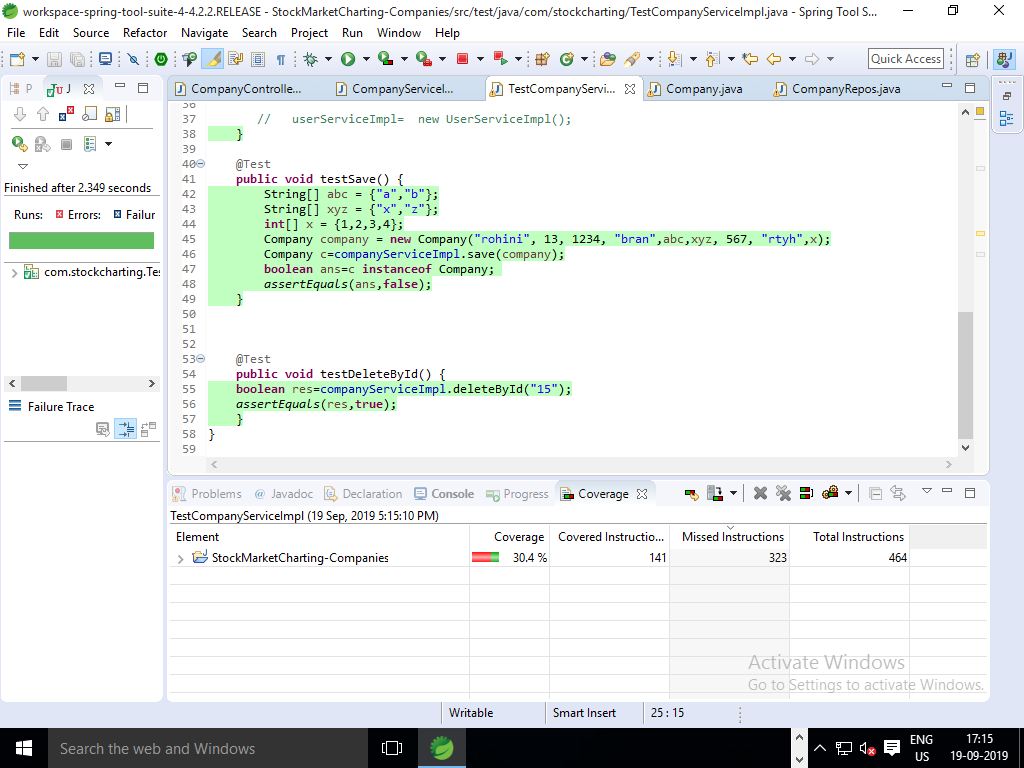 workspace-spring-tool-suite-4-4.2.2.RELEASE - StockMarketCharting-Companies/src/test/java/com/stockcharting/TestCompanyServiceImpl.java - Spring Tool S...
File Edit Source Refactor Navigate Search Project Run Window Help
Quick Access
P J
CompanyControlle... CompanyServiceI... TestCompanyServi... Company.java CompanyRepos.java
36
37 // userServiceImpl= new UserServiceImpl();
38 }
39
40 @Test
41 public void testSave() {
42 String[] abc = {"a","b"};
43 String[] xyz = {"x","z"};
44 int[] x = {1,2,3,4};
45 Company company = new Company("rohini", 13, 1234, "bran",abc,xyz, 567, "rtyh",x);
46 Company c=companyServiceImpl.save(company);
47 boolean ans=c instanceof Company;
48 assertEquals(ans,false);
49 }
50
51
52
53 @Test
54 public void testDeleteById() {
55 boolean res=companyServiceImpl.deleteById("15");
56 assertEquals(res,true);
57 }
58 }
59
Finished after 2.349 seconds
Runs: Errors: Failur
com.stockcharting.Tes
Failure Trace
Problems @ Javadoc Declaration Console Progress Coverage
TestCompanyServiceImpl (19 Sep, 2019 5:15:10 PM)
Element Coverage Covered Instructio... Missed Instructions Total Instructions
StockMarketCharting-Companies 30.4 % 141 323 464
Activate Windows
Go to Settings to activate Windows.
Writable Smart Insert 25 : 15
Search the web and Windows
ENG
US
17:15
19-09-2019